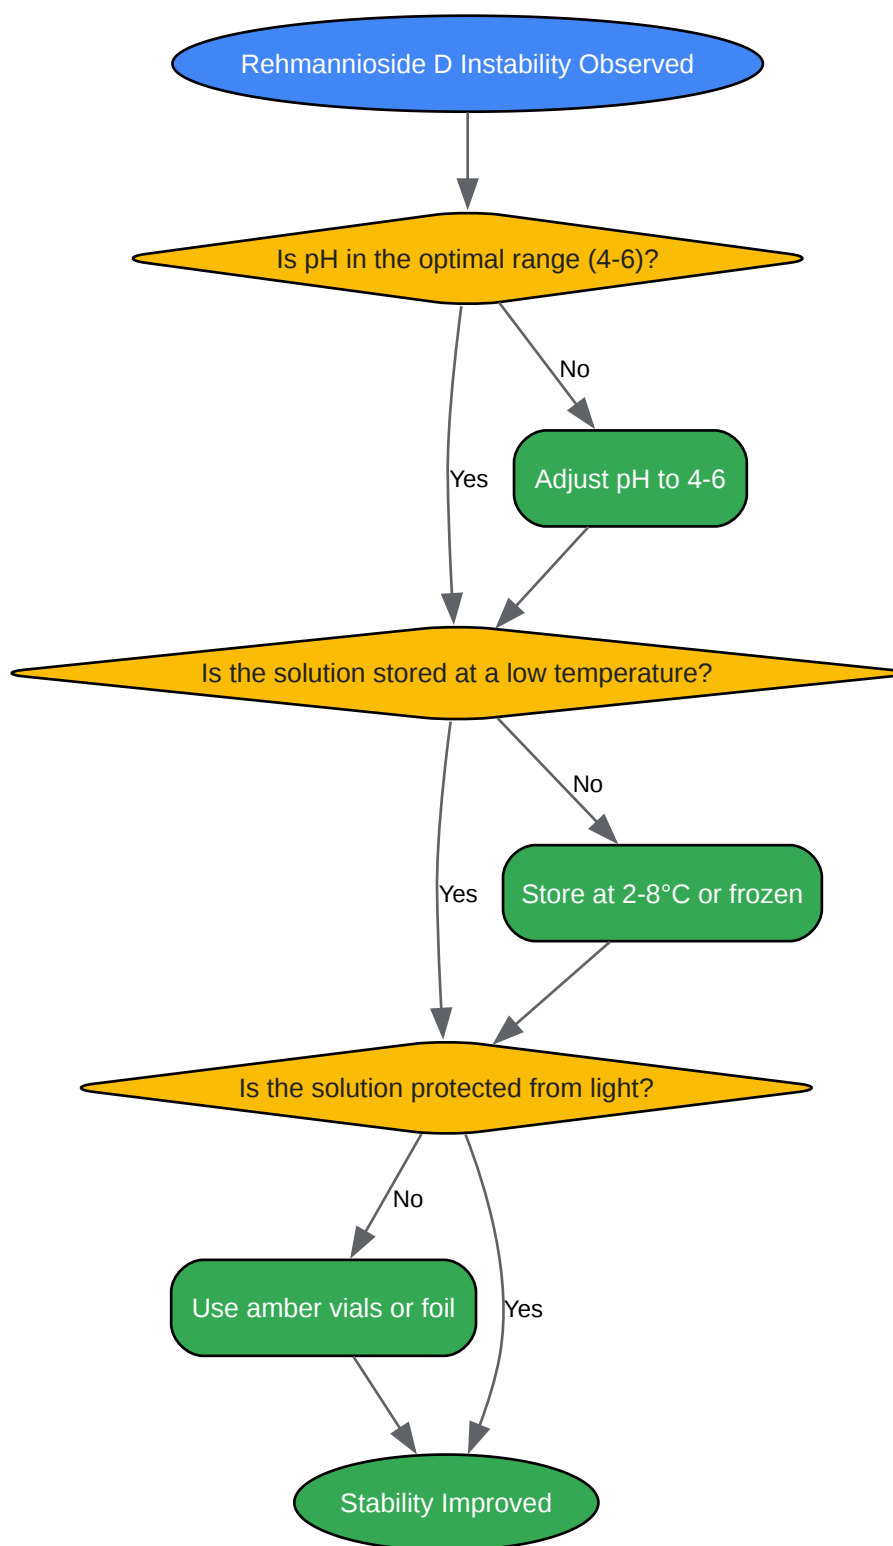 Rehmannioside D Instability Observed
Is pH in the optimal range (4-6)?
No
Yes
Adjust pH to 4-6
Is the solution stored at a low temperature?
No
Yes
Store at 2-8°C or frozen
Is the solution protected from light?
No
Use amber vials or foil
Yes
Stability Improved